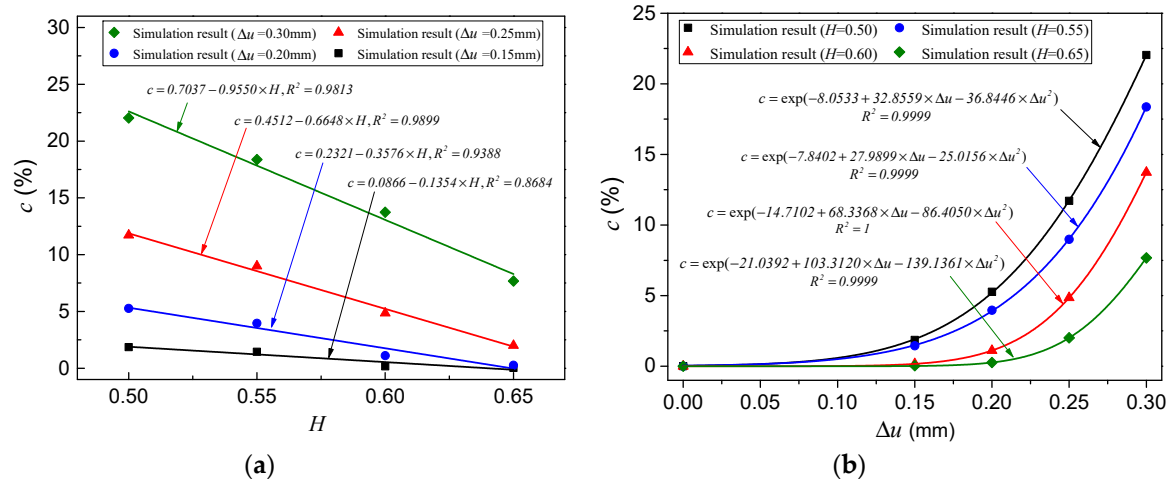 Simulation result (Δu =0.30mm) Simulation result (Δu =0.25mm)
Simulation result (Δu =0.20mm) Simulation result (Δu =0.15mm)
c = 0.7037−0.9550×H, R² = 0.9813
c = 0.4512−0.6648×H, R² = 0.9899
c = 0.2321−0.3576×H, R² = 0.9388
c = 0.0866−0.1354×H, R² = 0.8684
30
25
20
15
10
5
0
c (%)
0.50 0.55 0.60 0.65
H
(a)
Simulation result (H=0.50) Simulation result (H=0.55)
Simulation result (H=0.60) Simulation result (H=0.65)
c = exp(−8.0533+32.8559×Δu−36.8446×Δu²)
R² = 0.9999
c = exp(−7.8402+27.9899×Δu−25.0156×Δu²)
R² = 0.9999
c = exp(−14.7102+68.3368×Δu−86.4050×Δu²)
R² = 1
c = exp(−21.0392+103.3120×Δu−139.1361×Δu²)
R² = 0.9999
25
20
15
10
5
0
c (%)
0.00 0.05 0.10 0.15 0.20 0.25 0.30
Δu (mm)
(b)